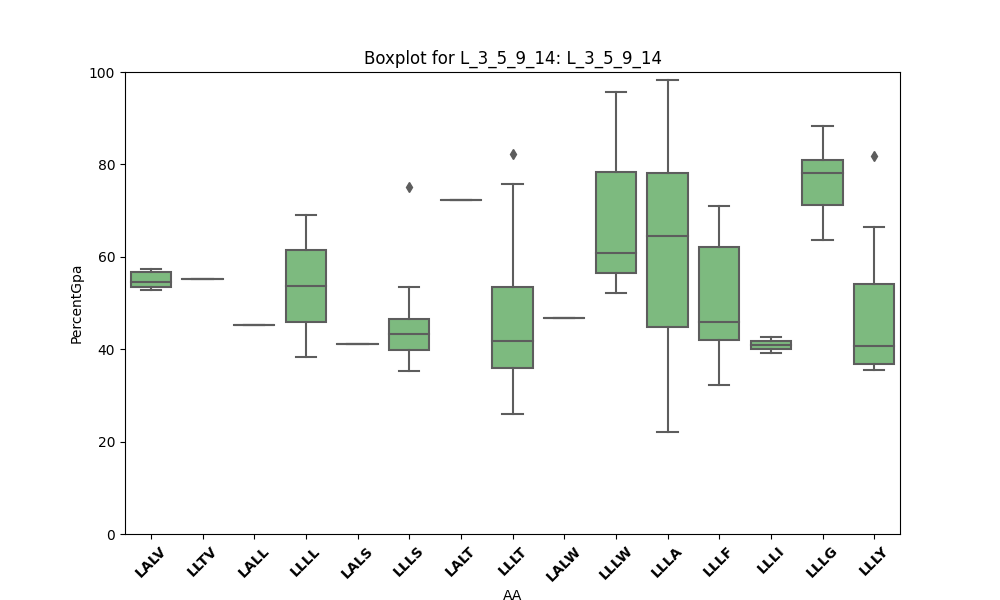 Boxplot for L_3_5_9_14: L_3_5_9_14
100
80
60
40
20
0
PercentGpa
LALV LLTV LALL LLLL LALS LLLS LALT LLLT LALW LLLW LLLA LLLF LLLI LLLG LLLY
AA